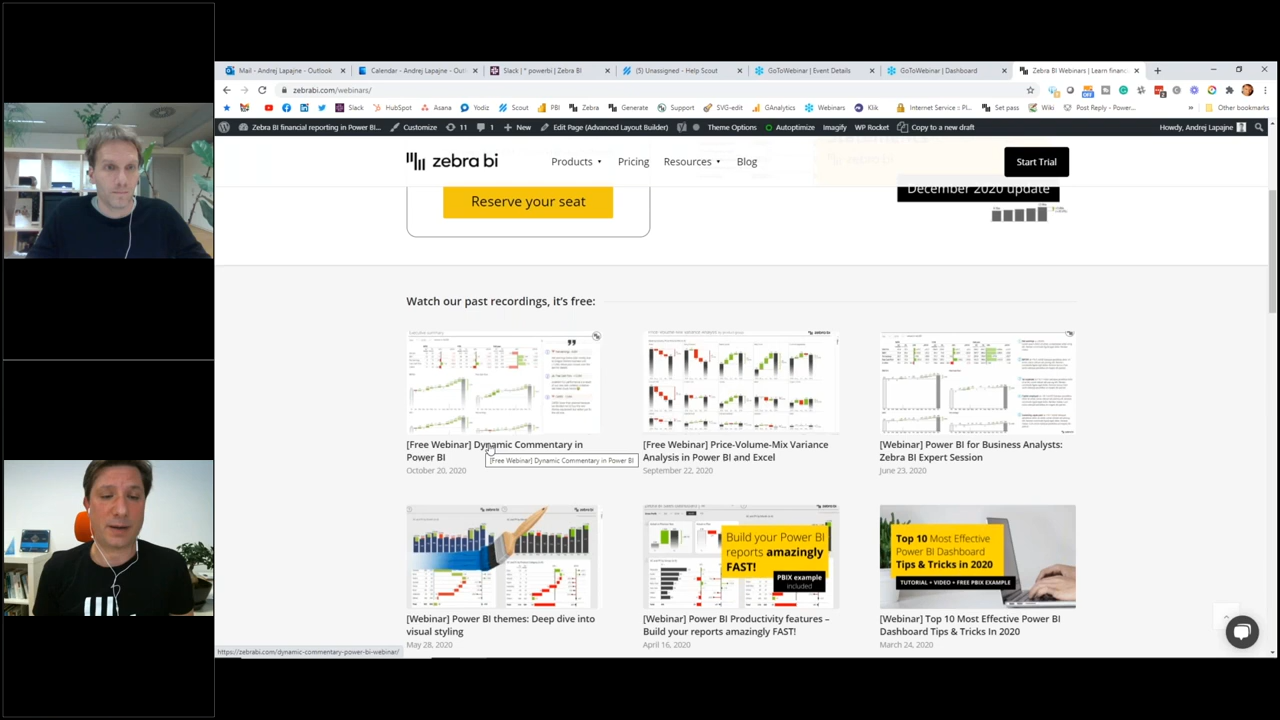 Mail - Andrej Lapajne - Outlook
Calendar - Andrej Lapajne - Outl
Slack | * powerbi | Zebra BI
(5) Unassigned - Help Scout
GoToWebinar | Event Details
GoToWebinar | Dashboard
Zebra BI Webinars | Learn financ
zebrabi.com/webinars/
Slack HubSpot Asana Yodiz Scout PBI Zebra Generate Support SVG-edit GAnalytics Webinars Klik Internet Service :: Pi... Set pass Wiki Post Reply - Power... » Other bookmarks
Zebra BI financial reporting in Power BI... Customize 11 1 New Edit Page (Advanced Layout Builder) Theme Options Autoptimize Imagify WP Rocket Copy to a new draft Howdy, Andrej Lapajne
zebra bi Products Pricing Resources Blog Start Trial
December 2020 update
Reserve your seat
Watch our past recordings, it's free:
[Free Webinar] Dynamic Commentary in
Power BI
October 20, 2020
[Free Webinar] Dynamic Commentary in Power BI
[Free Webinar] Price-Volume-Mix Variance
Analysis in Power BI and Excel
September 22, 2020
[Webinar] Power BI for Business Analysts:
Zebra BI Expert Session
June 23, 2020
Build your Power BI
reports amazingly
FAST!
PBIX example
included
Top 10 Most Effective
Power BI Dashboard
Tips & Tricks in 2020
TUTORIAL + VIDEO + FREE PBIX EXAMPLE
[Webinar] Power BI themes: Deep dive into
visual styling
May 28, 2020
[Webinar] Power BI Productivity features –
Build your reports amazingly FAST!
April 16, 2020
[Webinar] Top 10 Most Effective Power BI
Dashboard Tips & Tricks In 2020
March 24, 2020
https://zebrabi.com/dynamic-commentary-power-bi-webinar/